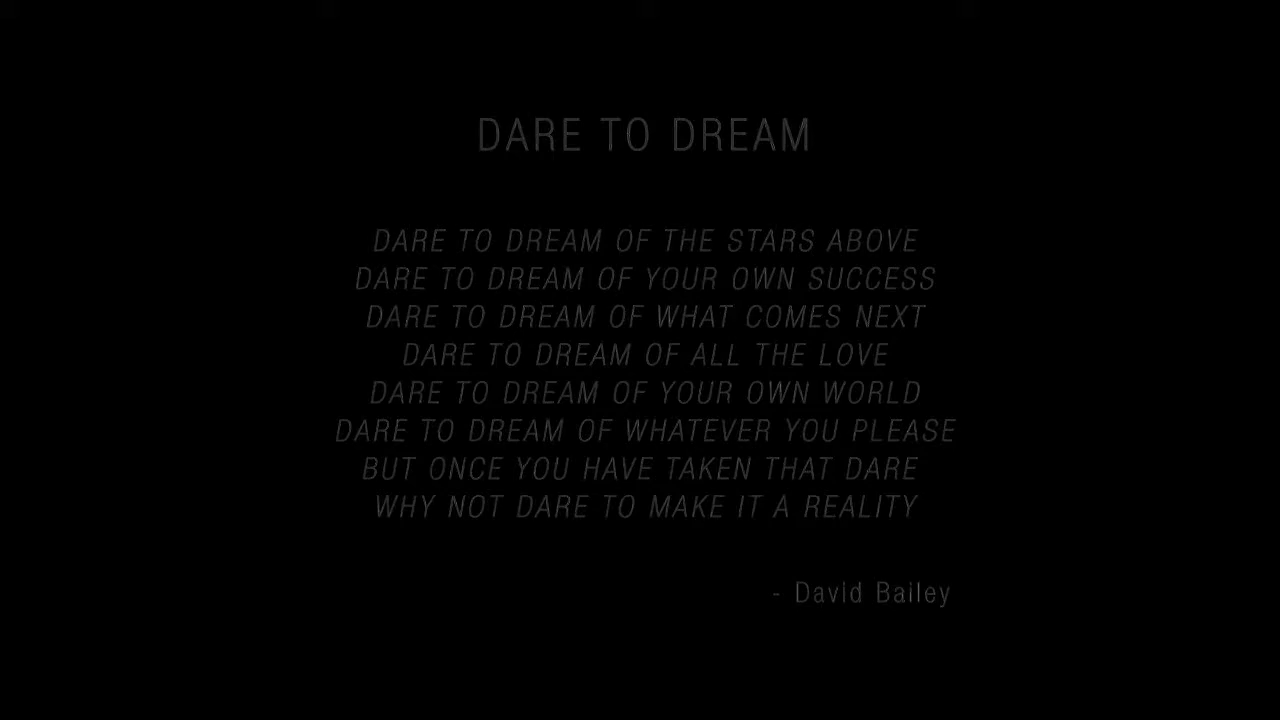 DARE TO DREAM
DARE TO DREAM OF THE STARS ABOVE
DARE TO DREAM OF YOUR OWN SUCCESS
DARE TO DREAM OF WHAT COMES NEXT
DARE TO DREAM OF ALL THE LOVE
DARE TO DREAM OF YOUR OWN WORLD
DARE TO DREAM OF WHATEVER YOU PLEASE
BUT ONCE YOU HAVE TAKEN THAT DARE
WHY NOT DARE TO MAKE IT A REALITY
- David Bailey